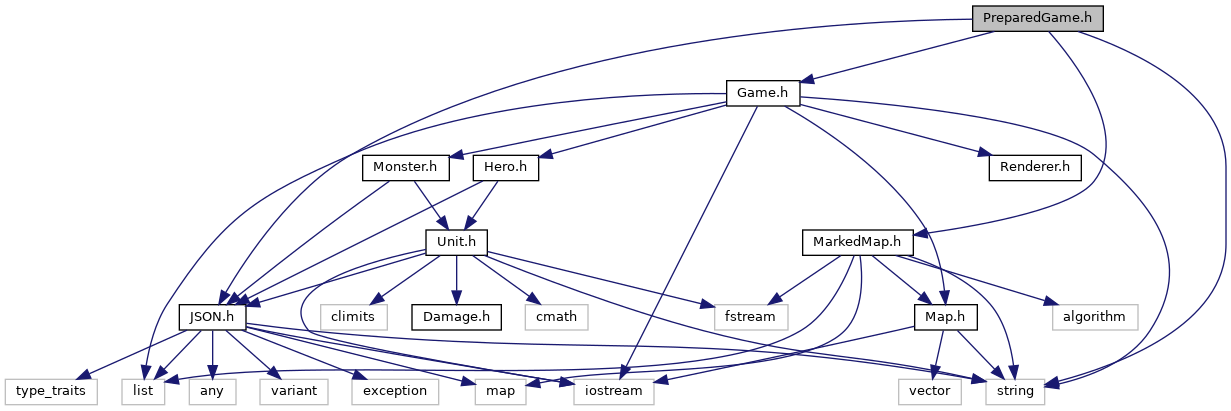 PreparedGame.h
Game.h
Monster.h
Hero.h
Renderer.h
Unit.h
MarkedMap.h
JSON.h
climits
Damage.h
cmath
fstream
Map.h
algorithm
type_traits
list
any
variant
exception
map
iostream
vector
string